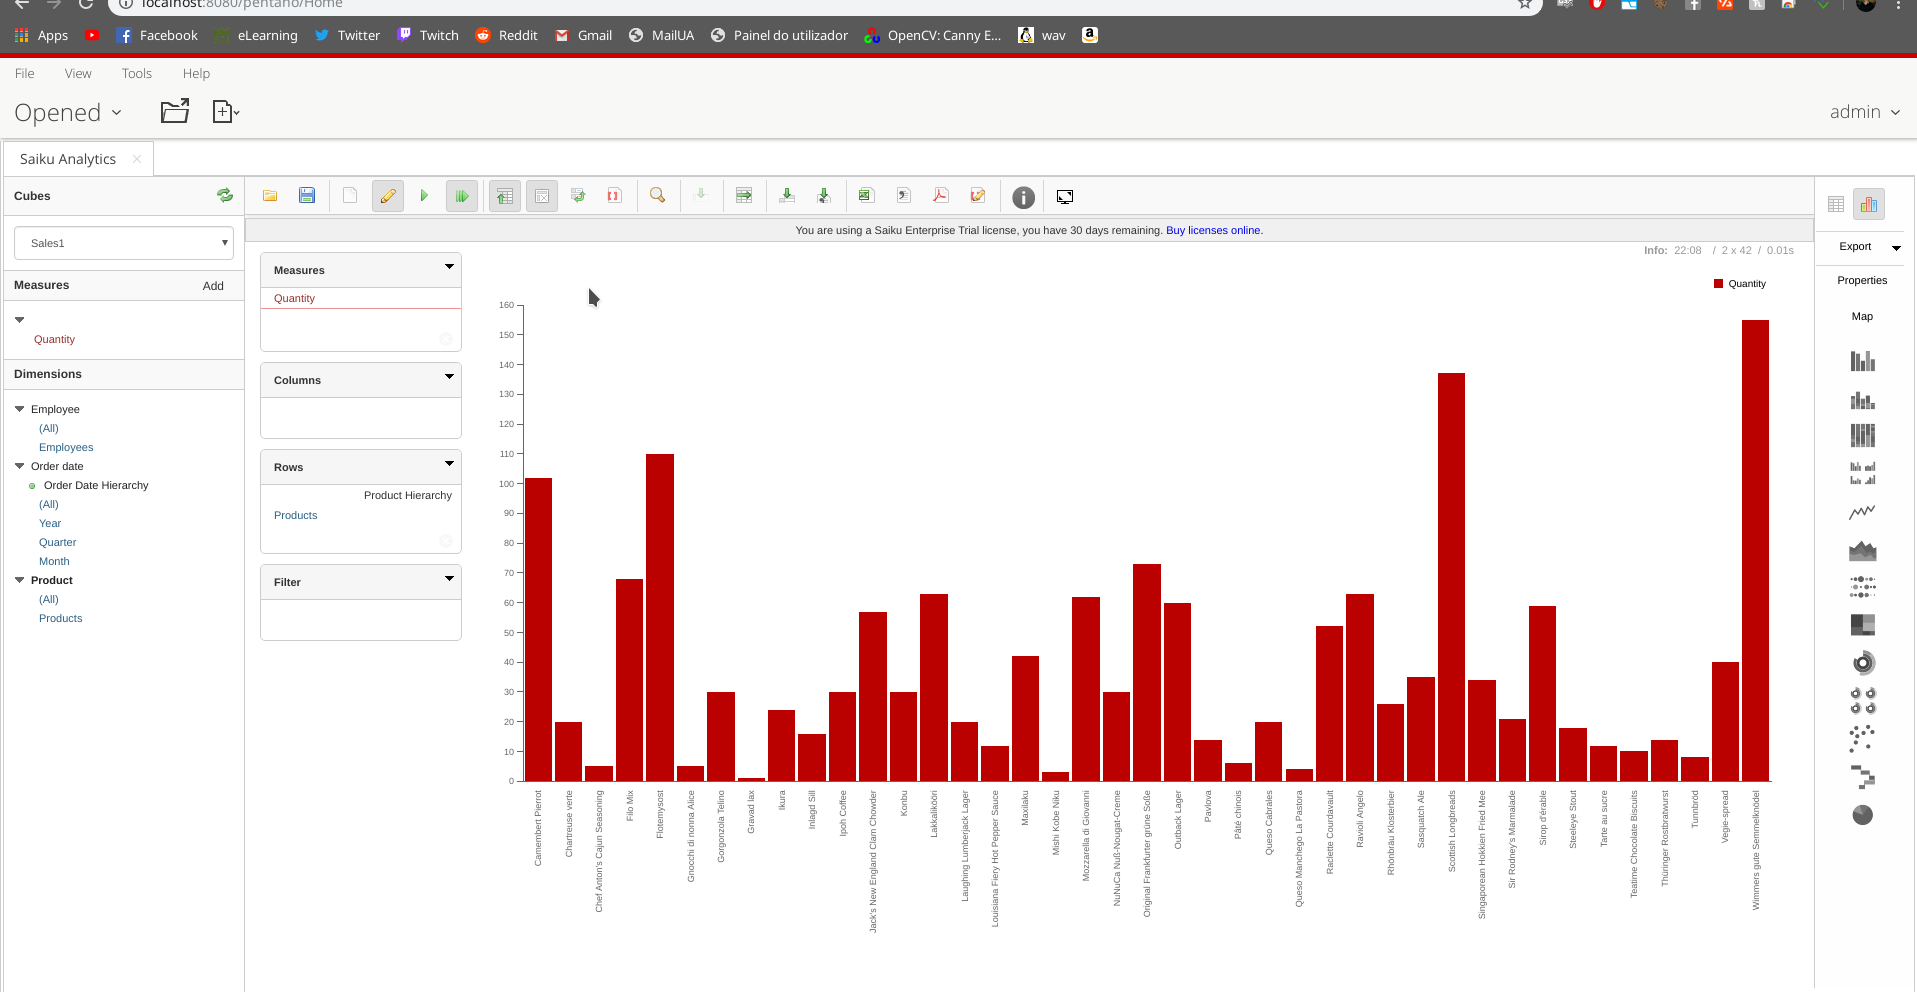 localhost:8080/pentaho/Home
Apps Facebook eLearning Twitter Twitch Reddit Gmail MailUA Painel do utilizador OpenCV: Canny E... wav
File View Tools Help
Opened admin
Saiku Analytics
Cubes
Sales1
Measures Add
Quantity
Dimensions
Employee
(All)
Employees
Order date
Order Date Hierarchy
(All)
Year
Quarter
Month
Product
(All)
Products
You are using a Saiku Enterprise Trial license, you have 30 days remaining. Buy licenses online.
Info: 22:08 / 2 x 42 / 0.01s
Measures
Quantity
Columns
Rows
Product Hierarchy
Products
Filter
Quantity
160
150
140
130
120
110
100
90
80
70
60
50
40
30
20
10
0
Camembert Pierrot
Chartreuse verte
Chef Anton's Cajun Seasoning
Filo Mix
Flotemysost
Gnocchi di nonna Alice
Gorgonzola Telino
Gravad lax
Ikura
Inlagd Sill
Ipoh Coffee
Jack's New England Clam Chowder
Konbu
Lakkalikööri
Laughing Lumberjack Lager
Louisiana Fiery Hot Pepper Sauce
Maxilaku
Mishi Kobe Niku
Mozzarella di Giovanni
NuNuCa Nuß-Nougat-Creme
Original Frankfurter grüne Soße
Outback Lager
Pavlova
Pâté chinois
Queso Cabrales
Queso Manchego La Pastora
Raclette Courdavault
Ravioli Angelo
Rhönbräu Klosterbier
Sasquatch Ale
Scottish Longbreads
Singaporean Hokkien Fried Mee
Sir Rodney's Marmalade
Sirop d'érable
Steeleye Stout
Tarte au sucre
Teatime Chocolate Biscuits
Thüringer Rostbratwurst
Tunnbröd
Vegie-spread
Wimmers gute Semmelknödel
Export
Properties
Map